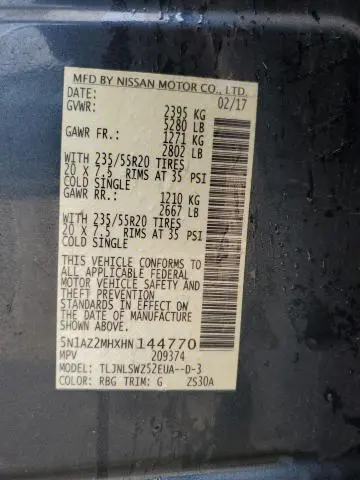 MFD BY NISSAN MOTOR CO., LTD.
DATE: 02/17
GVWR: 2395 KG
5280 LB
GAWR FR.: 1271 KG
2802 LB
WITH 235/55R20 TIRES
20 X 7.5 RIMS AT 35 PSI
COLD SINGLE
GAWR RR.: 1210 KG
2667 LB
WITH 235/55R20 TIRES
20 X 7.5 RIMS AT 35 PSI
COLD SINGLE
THIS VEHICLE CONFORMS TO
ALL APPLICABLE FEDERAL
MOTOR VEHICLE SAFETY AND
THEFT PREVENTION
STANDARDS IN EFFECT ON
THE DATE OF MANUFACTURE
SHOWN ABOVE.
5N1AZ2MHXHN144770
MPV 209374
MODEL: TLJNLSWZ52EUA--D-3
COLOR: RBG TRIM: G ZS30A